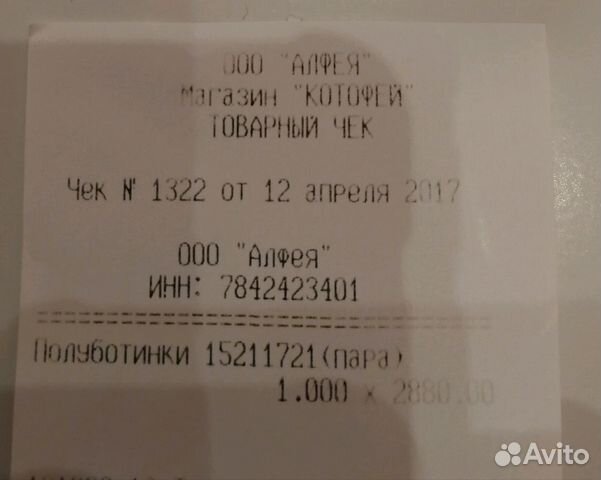 ООО "АЛФЕЯ"
Магазин "КОТОФЕЙ"
ТОВАРНЫЙ ЧЕК
Чек № 1322 от 12 апреля 2017
ООО "Алфея"
ИНН: 7842423401
================================
Полуботинки 15211721(пара)
1.000 x 2880.00
Avito